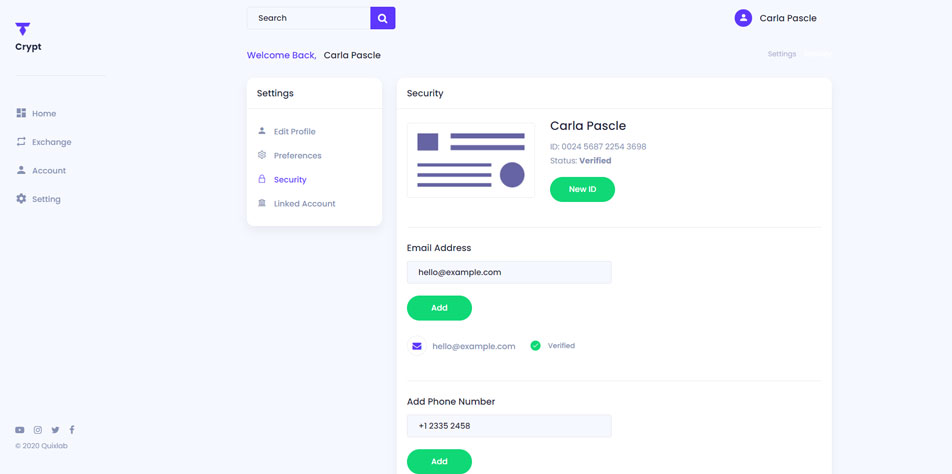 Search
Carla Pascle
Crypt
Welcome Back, Carla Pascle
Settings
Home
Exchange
Account
Setting
Settings
Edit Profile
Preferences
Security
Linked Account
Security
Carla Pascle
ID: 0024 5687 2254 3698
Status: Verified
New ID
Email Address
hello@example.com
Add
hello@example.com Verified
Add Phone Number
+1 2335 2458
Add
© 2020 Quixlab